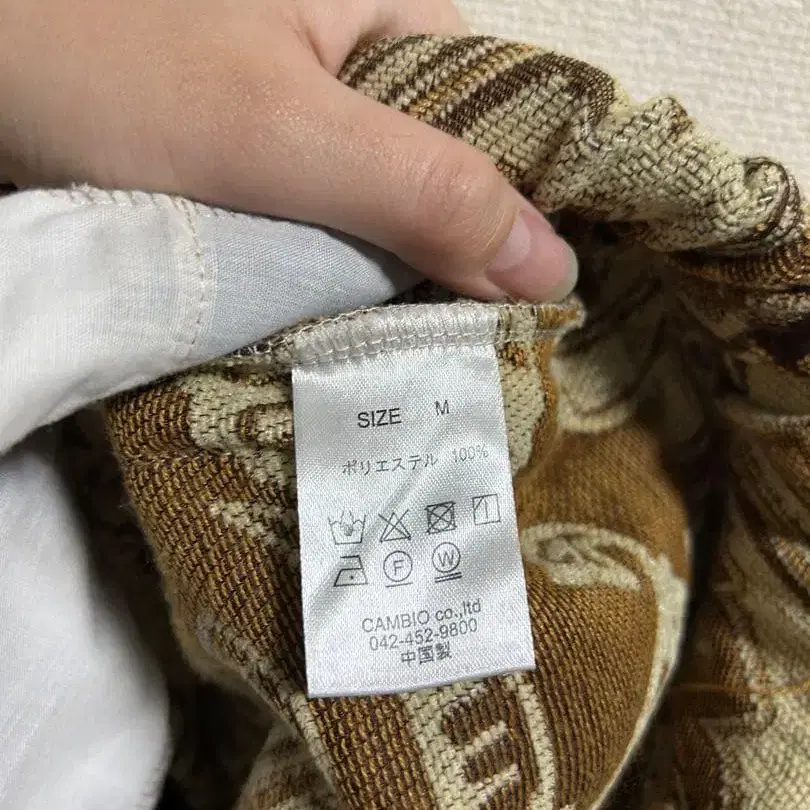 SIZE M
ポリエステル 100%
F W
CAMBIO co.,ltd
042-452-9800
中国製